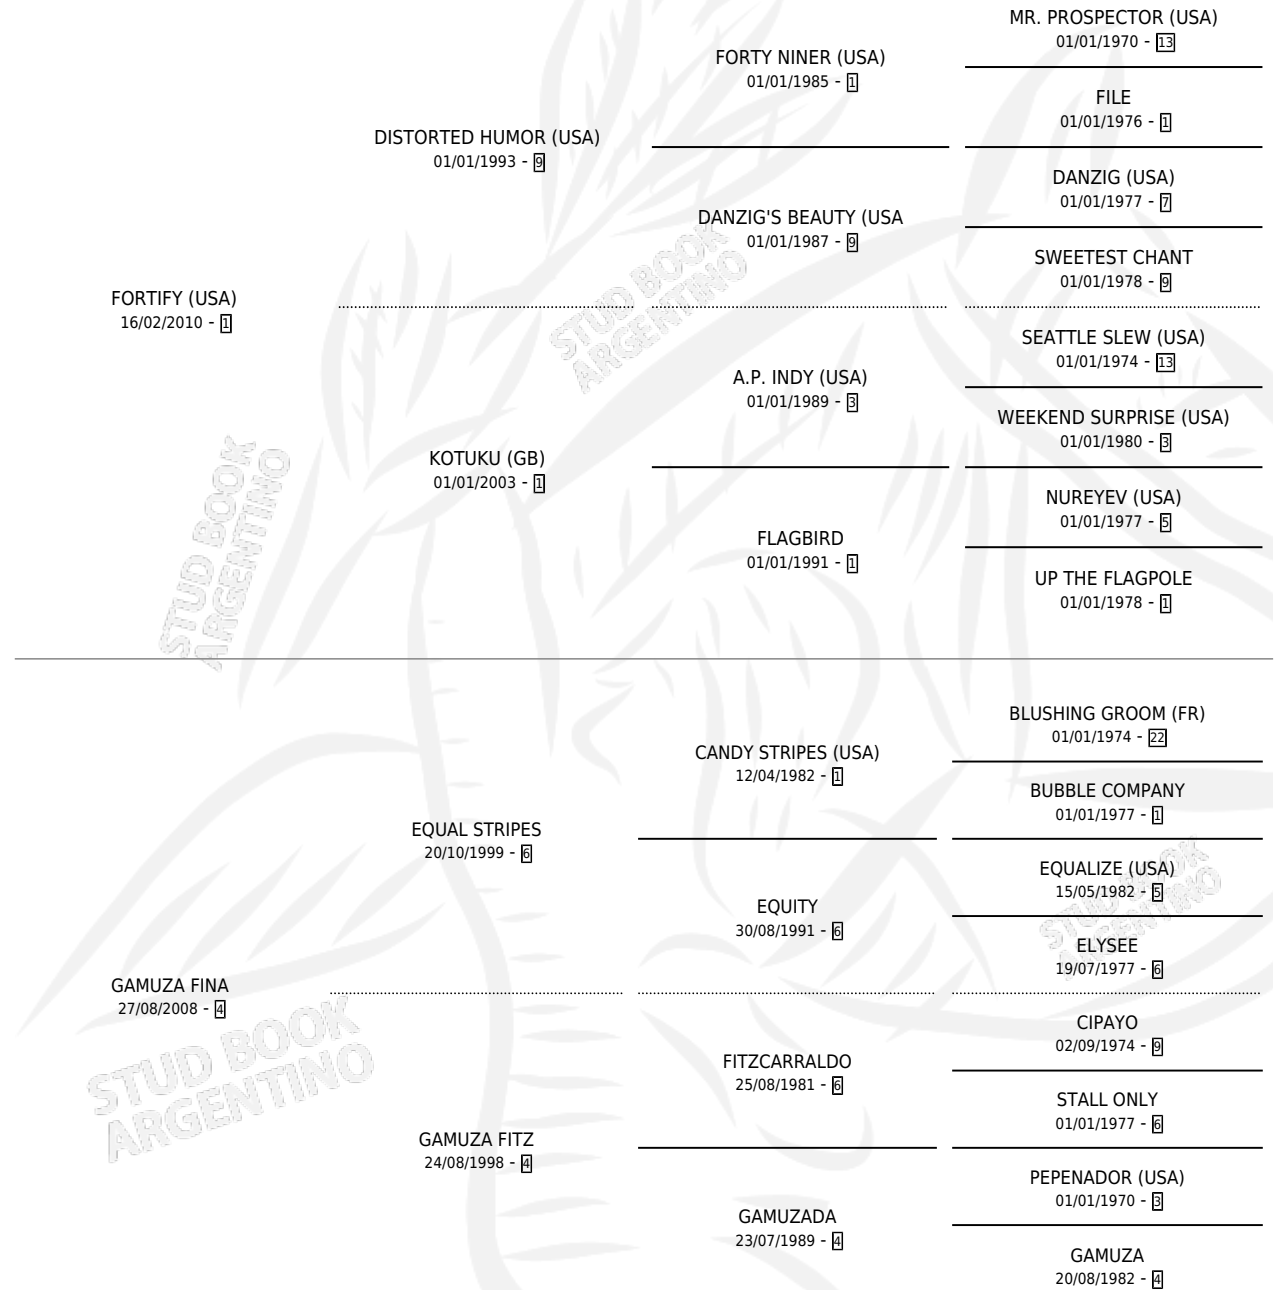 MR. PROSPECTOR (USA)
01/01/1970 - 13
FORTY NINER (USA)
01/01/1985 - 1
FILE
01/01/1976 - 1
DISTORTED HUMOR (USA)
01/01/1993 - 9
DANZIG (USA)
01/01/1977 - 7
DANZIG'S BEAUTY (USA
01/01/1987 - 9
SWEETEST CHANT
01/01/1978 - 9
STUD BOOK
ARGENTINO
FORTIFY (USA)
16/02/2010 - 1
SEATTLE SLEW (USA)
01/01/1974 - 13
A.P. INDY (USA)
01/01/1989 - 3
WEEKEND SURPRISE (USA)
01/01/1980 - 3
KOTUKU (GB)
01/01/2003 - 1
NUREYEV (USA)
01/01/1977 - 5
FLAGBIRD
01/01/1991 - 1
UP THE FLAGPOLE
01/01/1978 - 1
STUD BOOK
ARGENTINO
BLUSHING GROOM (FR)
01/01/1974 - 22
CANDY STRIPES (USA)
12/04/1982 - 1
BUBBLE COMPANY
01/01/1977 - 1
EQUAL STRIPES
20/10/1999 - 6
EQUALIZE (USA)
15/05/1982 - 5
EQUITY
30/08/1991 - 6
ELYSEE
19/07/1977 - 6
STUD BOOK
ARGENTINO
GAMUZA FINA
27/08/2008 - 4
CIPAYO
02/09/1974 - 9
FITZCARRALDO
25/08/1981 - 6
STALL ONLY
01/01/1977 - 6
STUD BOOK
ARGENTINO
GAMUZA FITZ
24/08/1998 - 4
PEPENADOR (USA)
01/01/1970 - 3
GAMUZADA
23/07/1989 - 4
GAMUZA
20/08/1982 - 4